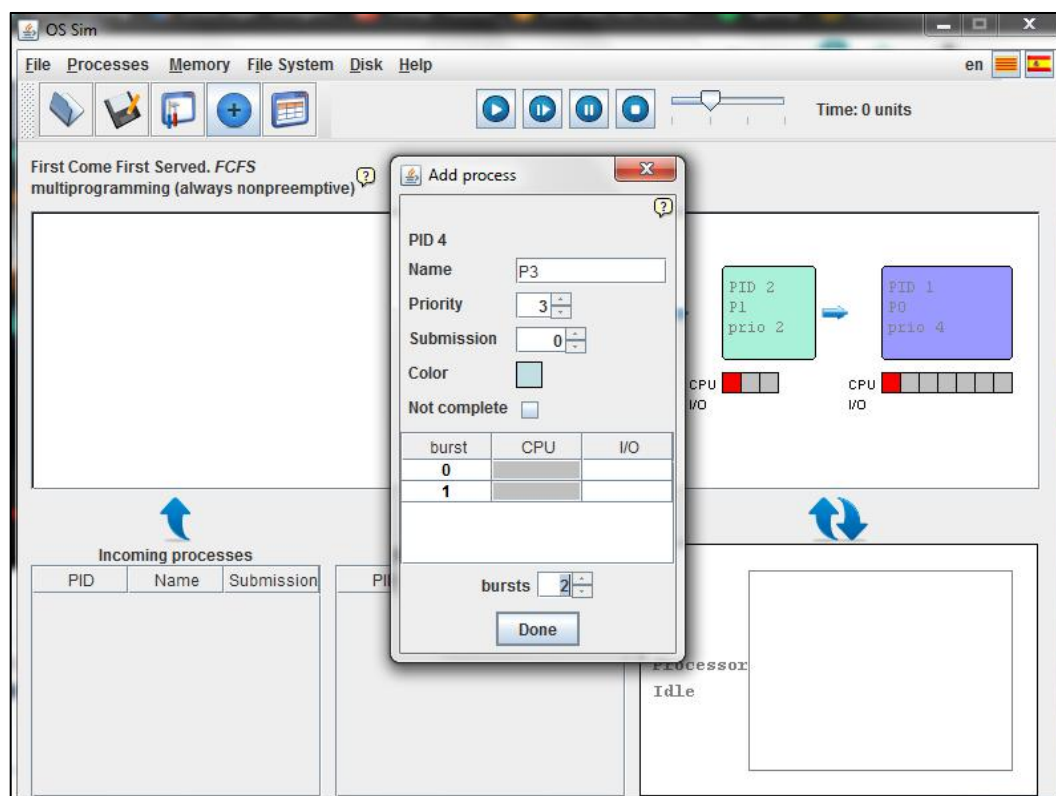 OS Sim
File Processes Memory File System Disk Help en
Time: 0 units
First Come First Served. FCFS
multiprogramming (always nonpreemptive)
Add process
PID 4
Name P3
Priority 3
Submission 0
Color
Not complete
burst CPU I/O
0
1
bursts 2
Done
PID 2
P1
prio 2
CPU
I/O
PID 1
P0
prio 4
CPU
I/O
Incoming processes
PID Name Submission
Processor
Idle